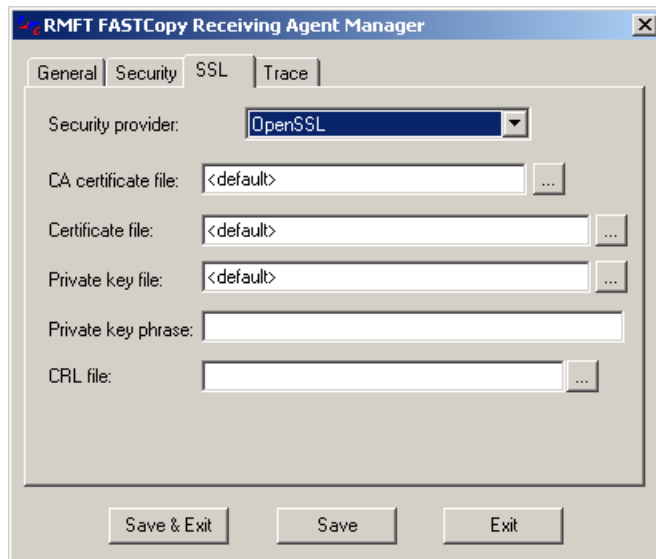 RMFT FASTCopy Receiving Agent Manager
General Security SSL Trace
Security provider: OpenSSL
CA certificate file: <default> ...
Certificate file: <default> ...
Private key file: <default> ...
Private key phrase:
CRL file: ...
Save & Exit Save Exit